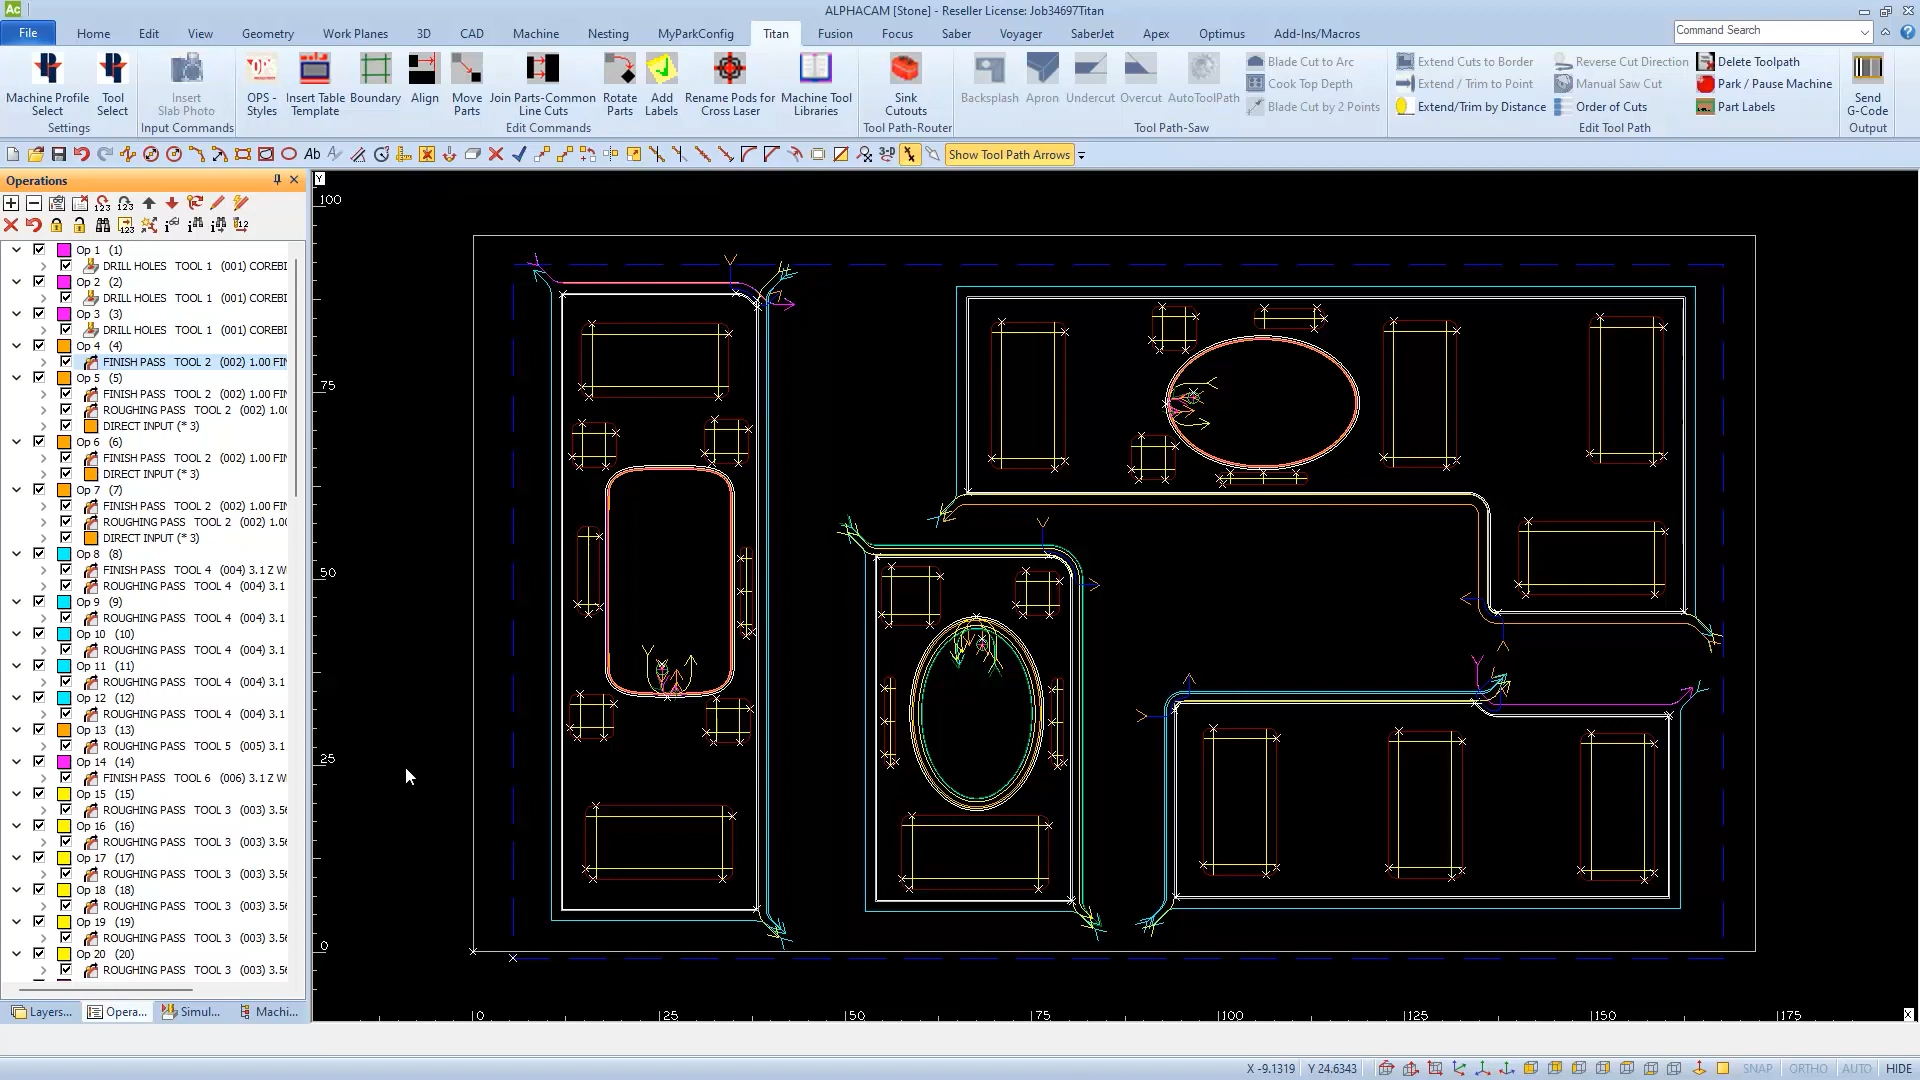 ALPHACAM [Stone] - Reseller License: Job34697Titan
File Home Edit View Geometry Work Planes 3D CAD Machine Nesting MyParkConfig Titan Fusion Focus Saber Voyager SaberJet Apex Optimus Add-Ins/Macros
Command Search
Machine Profile Select
Tool Select
Settings
Insert Slab Photo
Input Commands
OPS - Styles
Insert Table Template
Boundary
Align
Move Parts
Join Parts-Common Line Cuts
Rotate Parts
Add Labels
Rename Pods for Cross Laser
Machine Tool Libraries
Edit Commands
Sink Cutouts
Tool Path-Router
Backsplash
Apron
Undercut
Overcut
AutoToolPath
Blade Cut to Arc
Cook Top Depth
Blade Cut by 2 Points
Tool Path-Saw
Extend Cuts to Border
Extend / Trim to Point
Extend/Trim by Distance
Reverse Cut Direction
Manual Saw Cut
Order of Cuts
Delete Toolpath
Park / Pause Machine
Part Labels
Edit Tool Path
Send G-Code
Output
Show Tool Path Arrows
Operations
Op 1 (1)
DRILL HOLES TOOL 1 (001) COREBI
Op 2 (2)
DRILL HOLES TOOL 1 (001) COREBI
Op 3 (3)
DRILL HOLES TOOL 1 (001) COREBI
Op 4 (4)
FINISH PASS TOOL 2 (002) 1.00 FIN
Op 5 (5)
FINISH PASS TOOL 2 (002) 1.00 FIN
ROUGHING PASS TOOL 2 (002) 1.00
DIRECT INPUT (* 3)
Op 6 (6)
FINISH PASS TOOL 2 (002) 1.00 FIN
DIRECT INPUT (* 3)
Op 7 (7)
FINISH PASS TOOL 2 (002) 1.00 FIN
ROUGHING PASS TOOL 2 (002) 1.00
DIRECT INPUT (* 3)
Op 8 (8)
FINISH PASS TOOL 4 (004) 3.1 Z W
ROUGHING PASS TOOL 4 (004) 3.1
Op 9 (9)
ROUGHING PASS TOOL 4 (004) 3.1
Op 10 (10)
ROUGHING PASS TOOL 4 (004) 3.1
Op 11 (11)
ROUGHING PASS TOOL 4 (004) 3.1
Op 12 (12)
ROUGHING PASS TOOL 4 (004) 3.1
Op 13 (13)
ROUGHING PASS TOOL 5 (005) 3.1
Op 14 (14)
FINISH PASS TOOL 6 (006) 3.1 Z W
Op 15 (15)
ROUGHING PASS TOOL 3 (003) 3.56
Op 16 (16)
ROUGHING PASS TOOL 3 (003) 3.56
Op 17 (17)
ROUGHING PASS TOOL 3 (003) 3.56
Op 18 (18)
ROUGHING PASS TOOL 3 (003) 3.56
Op 19 (19)
ROUGHING PASS TOOL 3 (003) 3.56
Op 20 (20)
ROUGHING PASS TOOL 3 (003) 3.56
Layers... Opera... Simul... Machi...
Y
100
75
50
25
0
0 25 50 75 100 125 150 175 X
X -9.1319 Y 24.6343 SNAP ORTHO AUTO HIDE